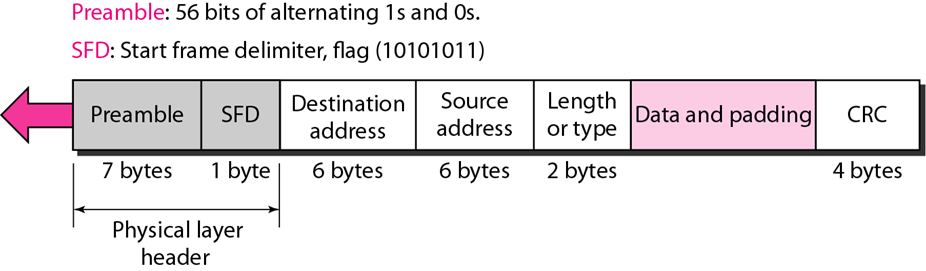 Preamble: 56 bits of alternating 1s and 0s.
SFD: Start frame delimiter, flag (10101011)
Preamble
SFD
Destination
address
Source
address
Length
or type
Data and padding
CRC
7 bytes
1 byte
6 bytes
6 bytes
2 bytes
4 bytes
Physical layer
header